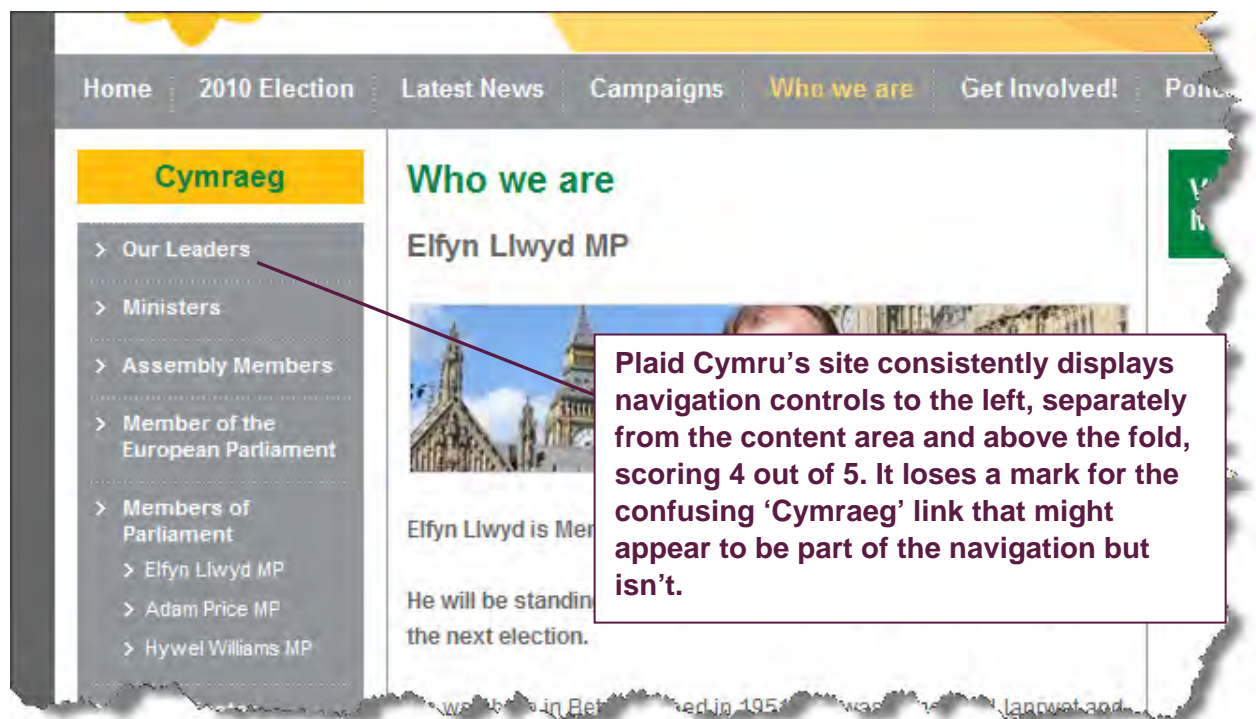 Home 2010 Election Latest News Campaigns Who we are Get Involved!
Cymraeg
> Our Leaders
> Ministers
> Assembly Members
> Member of the
European Parliament
> Members of
Parliament
> Elfyn Llwyd MP
> Adam Price MP
> Hywel Williams MP
Who we are
Elfyn Llwyd MP
Elfyn Llwyd is
He will be
the next election.
Plaid Cymru’s site consistently displays
navigation controls to the left, separately
from the content area and above the fold,
scoring 4 out of 5. It loses a mark for the
confusing ‘Cymraeg’ link that might
appear to be part of the navigation but
isn’t.